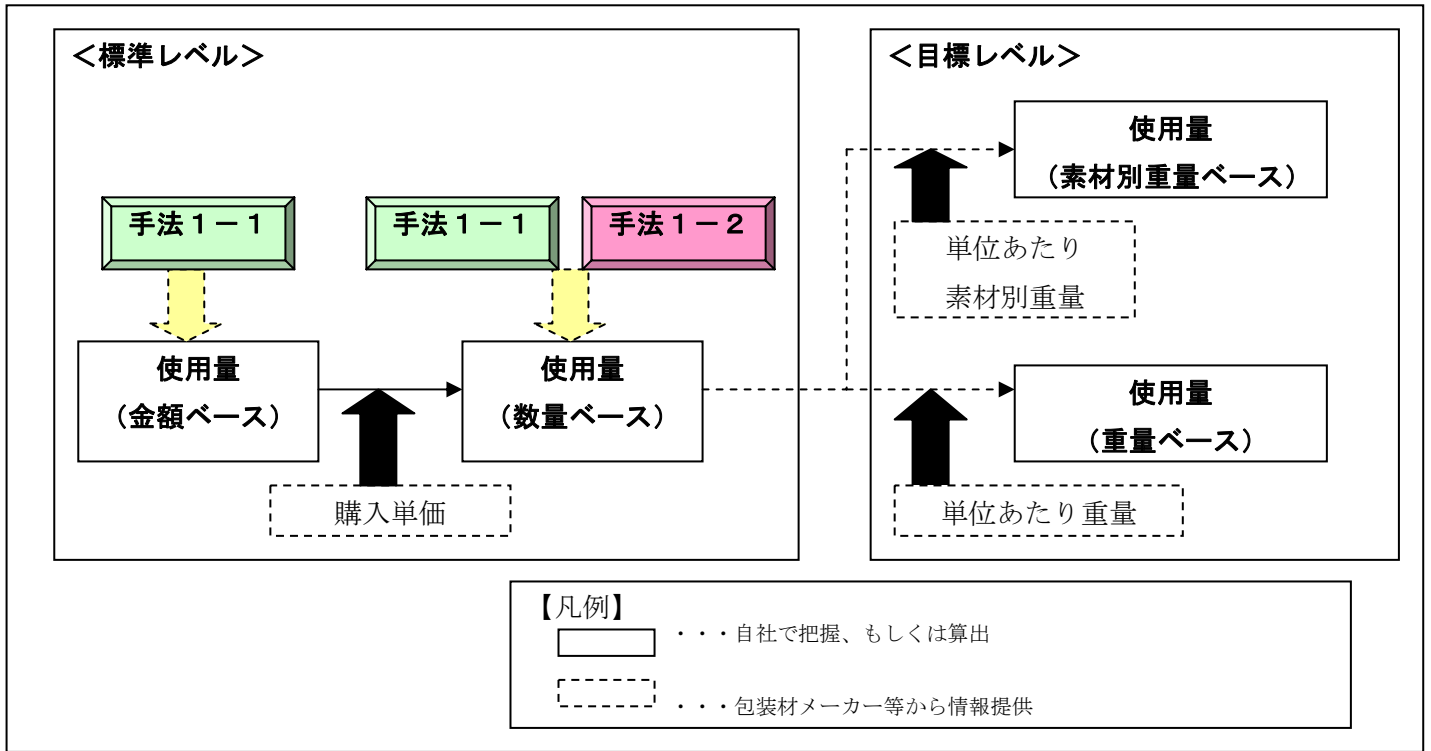 <標準レベル>
手法1-1
手法1-1
手法1-2
使用量
(金額ベース)
使用量
(数量ベース)
購入単価
<目標レベル>
使用量
(素材別重量ベース)
単位あたり
素材別重量
使用量
(重量ベース)
単位あたり重量
【凡例】
・・・自社で把握、もしくは算出
・・・包装材メーカー等から情報提供